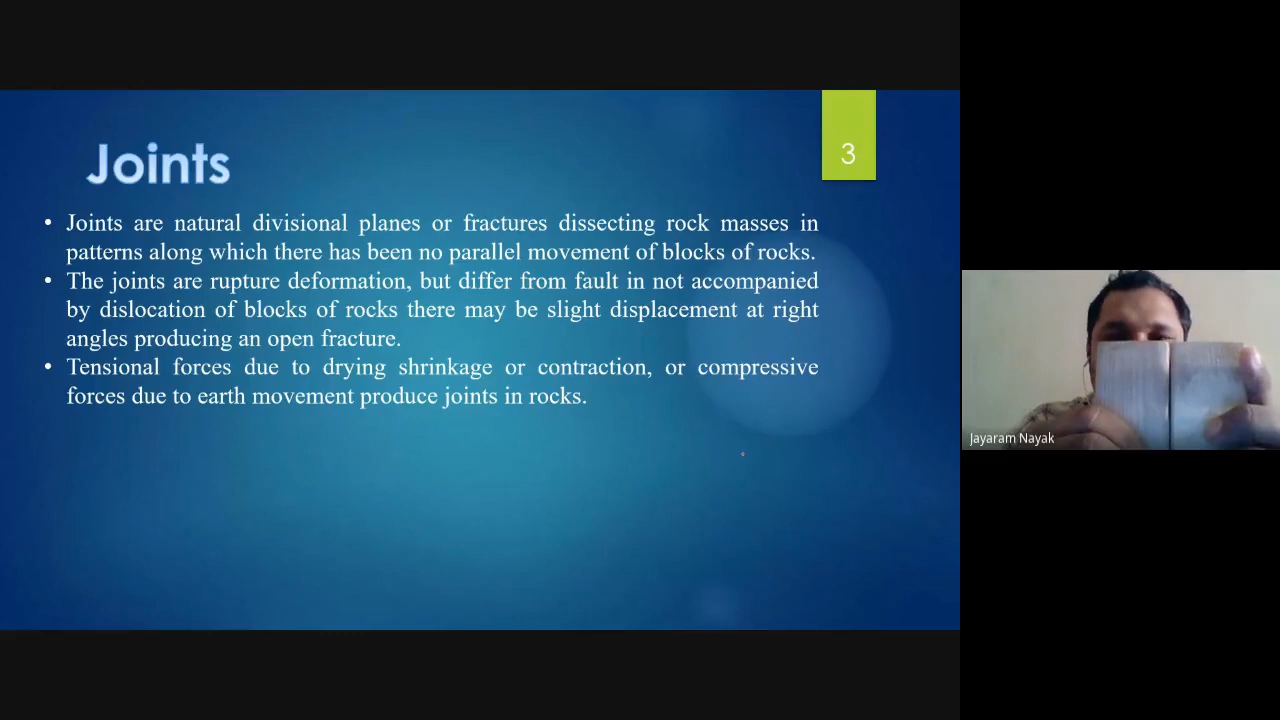 3
Joints
• Joints are natural divisional planes or fractures dissecting rock masses in
patterns along which there has been no parallel movement of blocks of rocks.
• The joints are rupture deformation, but differ from fault in not accompanied
by dislocation of blocks of rocks there may be slight displacement at right
angles producing an open fracture.
• Tensional forces due to drying shrinkage or contraction, or compressive
forces due to earth movement produce joints in rocks.
Jayaram Nayak